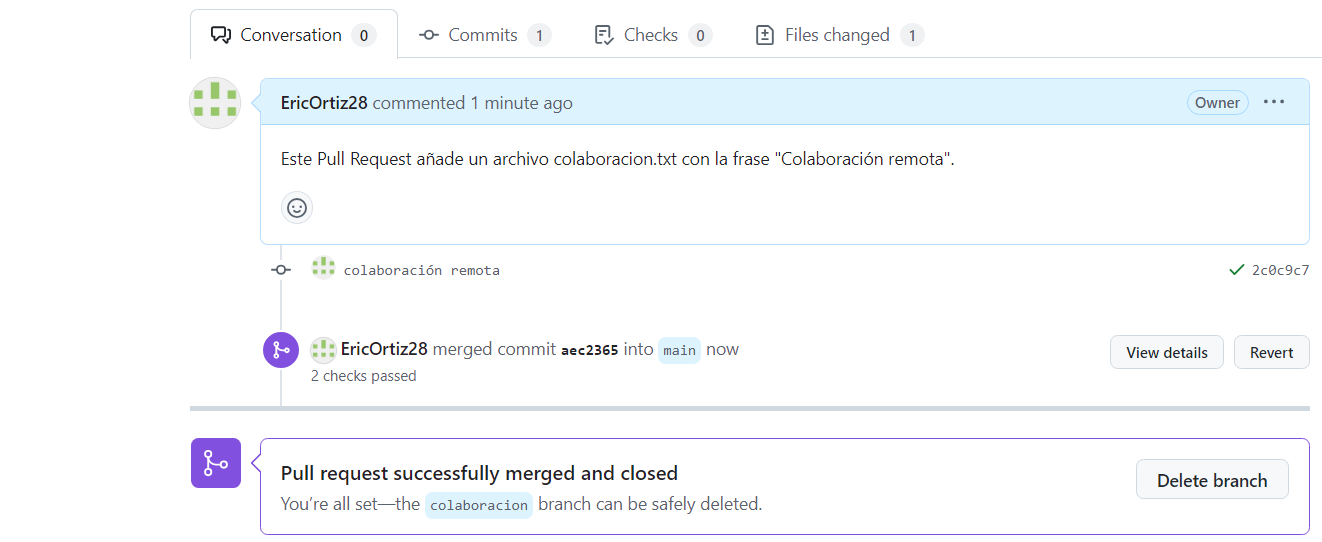 Conversation 0 Commits 1 Checks 0 Files changed 1
EricOrtiz28 commented 1 minute ago Owner ...
Este Pull Request añade un archivo colaboracion.txt con la frase "Colaboración remota".
colaboración remota 2c0c9c7
EricOrtiz28 merged commit aec2365 into main now View details Revert
2 checks passed
Pull request successfully merged and closed
Delete branch
You're all set—the colaboracion branch can be safely deleted.